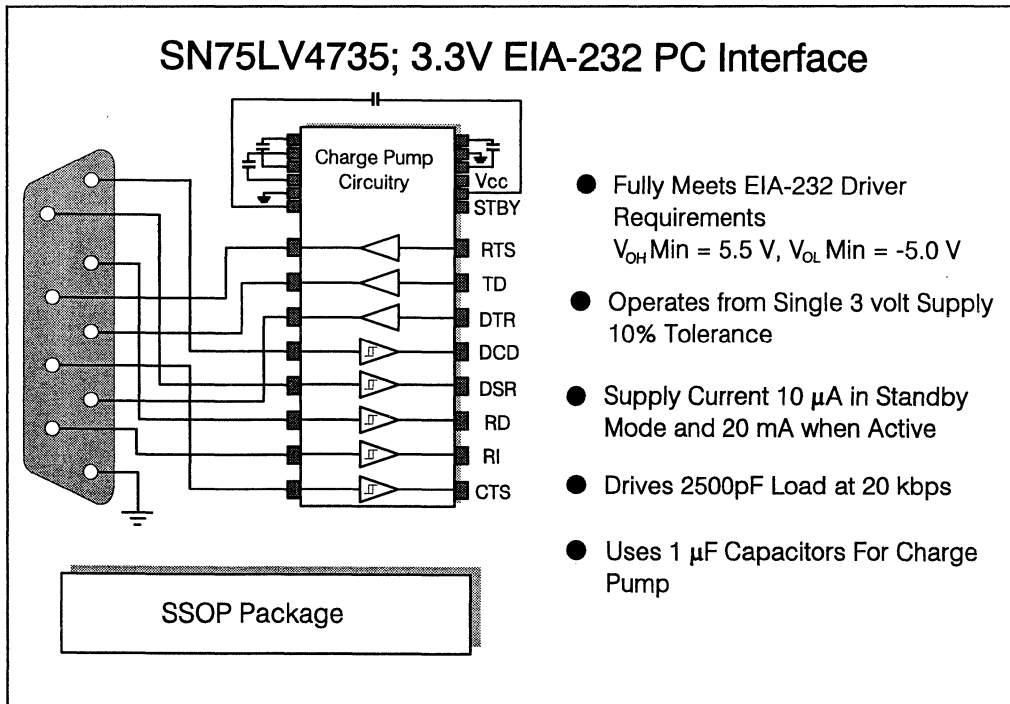 SN75LV4735; 3.3V EIA-232 PC Interface
Charge Pump
Circuitry
Vcc
STBY
RTS
TD
DTR
DCD
DSR
RD
RI
CTS
SSOP Package
● Fully Meets EIA-232 Driver
Requirements
VOH Min = 5.5 V, VOL Min = -5.0 V
● Operates from Single 3 volt Supply
10% Tolerance
● Supply Current 10 µA in Standby
Mode and 20 mA when Active
● Drives 2500pF Load at 20 kbps
● Uses 1 µF Capacitors For Charge
Pump